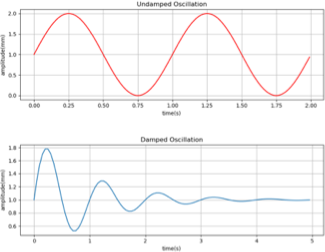 Undamped Oscillation
amplitude(mm)
2.0
1.5
1.0
0.5
0.0
0.00 0.25 0.50 0.75 1.00 1.25 1.50 1.75 2.00
time(s)
Damped Oscillation
amplitude(mm)
1.8
1.6
1.4
1.2
1.0
0.8
0.6
0 1 2 3 4 5
time(s)